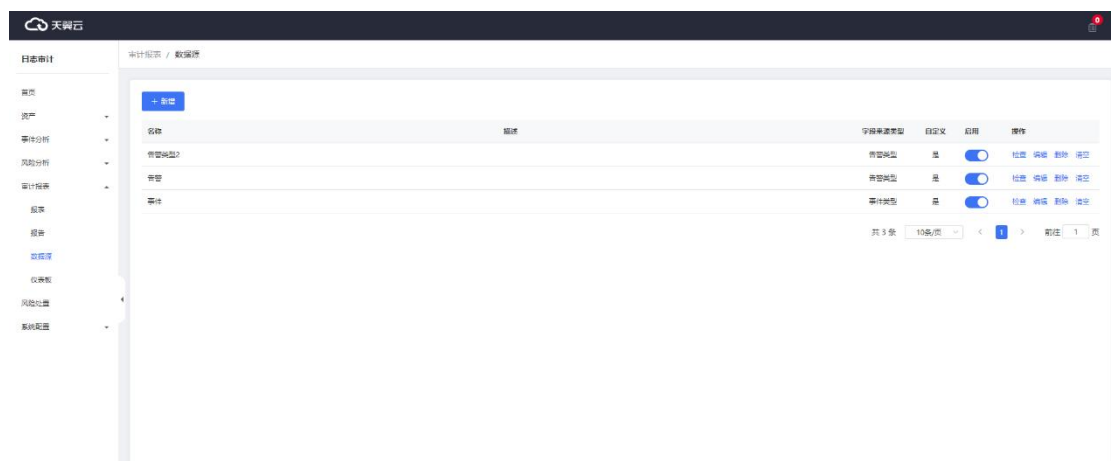 天翼云
0
日志审计
审计报表 / 数据源
首页
资产
事件分析
风险分析
审计报表
报表
报告
数据源
仪表板
风险处置
系统配置
+ 新增
名称 描述 字段来源类型 自定义 启用 操作
告警类型2 告警类型 是 检查 编辑 删除 清空
告警 告警类型 是 检查 编辑 删除 清空
事件 事件类型 是 检查 编辑 删除 清空
共 3 条 10条/页 < 1 > 前往 1 页